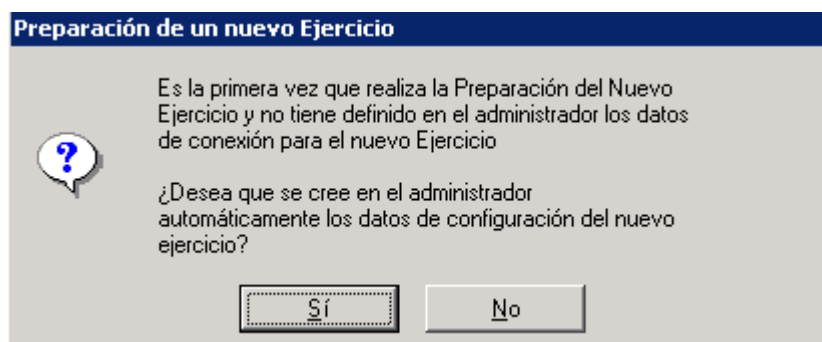 Preparación de un nuevo Ejercicio
Es la primera vez que realiza la Preparación del Nuevo
Ejercicio y no tiene definido en el administrador los datos
de conexión para el nuevo Ejercicio
¿Desea que se cree en el administrador
automáticamente los datos de configuración del nuevo
ejercicio?
Sí
No